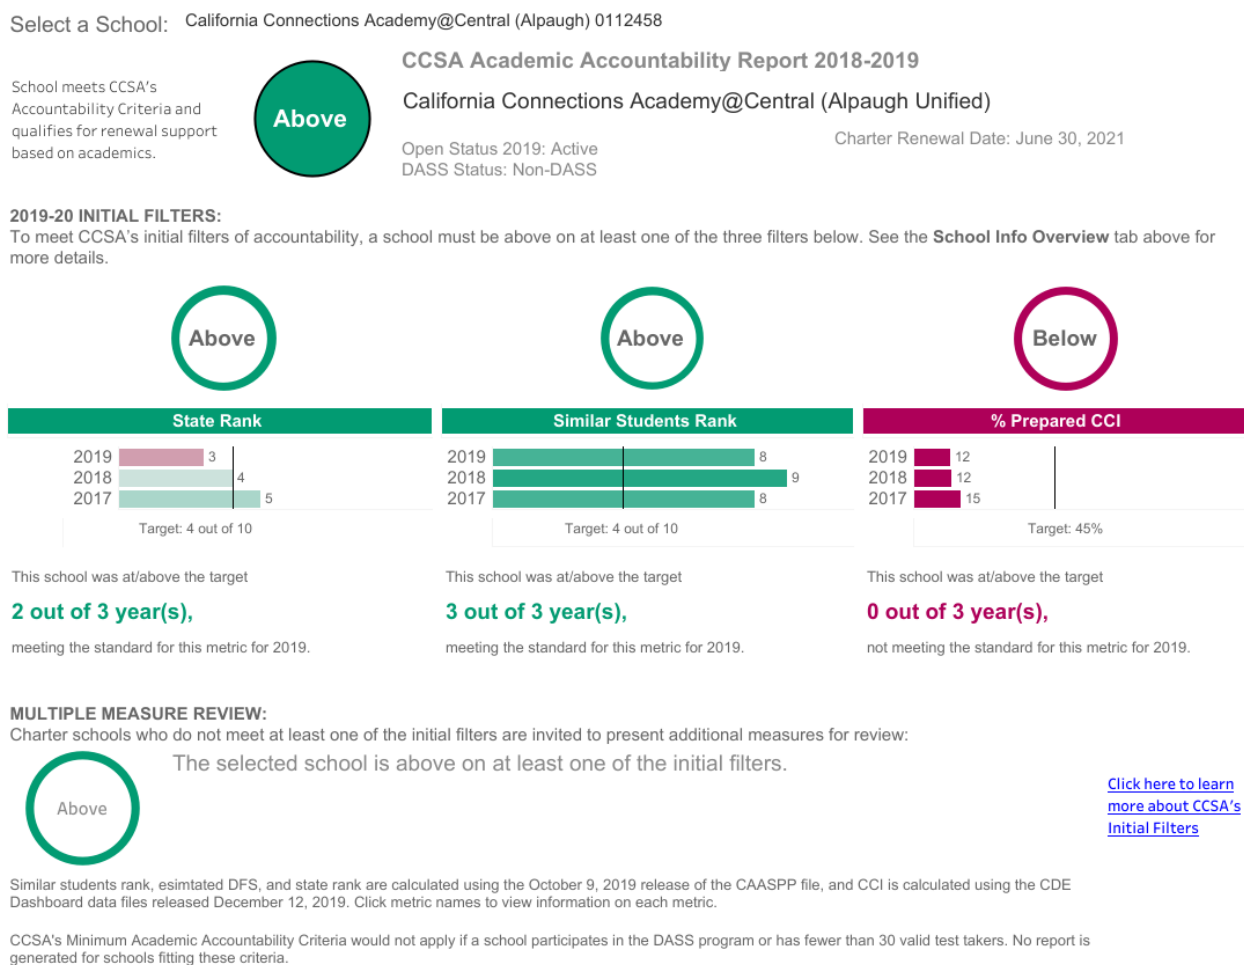 Select a School: California Connections Academy@Central (Alpaugh) 0112458
School meets CCSA's
Accountability Criteria and
qualifies for renewal support
based on academics.
Above
CCSA Academic Accountability Report 2018-2019
California Connections Academy@Central (Alpaugh Unified)
Open Status 2019: Active
DASS Status: Non-DASS
Charter Renewal Date: June 30, 2021
2019-20 INITIAL FILTERS:
To meet CCSA's initial filters of accountability, a school must be above on at least one of the three filters below. See the School Info Overview tab above for
more details.
Above
State Rank
2019 3
2018 4
2017 5
Target: 4 out of 10
This school was at/above the target
2 out of 3 year(s),
meeting the standard for this metric for 2019.
Above
Similar Students Rank
2019 8
2018 9
2017 8
Target: 4 out of 10
This school was at/above the target
3 out of 3 year(s),
meeting the standard for this metric for 2019.
Below
% Prepared CCI
2019 12
2018 12
2017 15
Target: 45%
This school was at/above the target
0 out of 3 year(s),
not meeting the standard for this metric for 2019.
MULTIPLE MEASURE REVIEW:
Charter schools who do not meet at least one of the initial filters are invited to present additional measures for review:
Above
The selected school is above on at least one of the initial filters.
Click here to learn
more about CCSA's
Initial Filters
Similar students rank, esimtated DFS, and state rank are calculated using the October 9, 2019 release of the CAASPP file, and CCI is calculated using the CDE
Dashboard data files released December 12, 2019. Click metric names to view information on each metric.
CCSA's Minimum Academic Accountability Criteria would not apply if a school participates in the DASS program or has fewer than 30 valid test takers. No report is
generated for schools fitting these criteria.